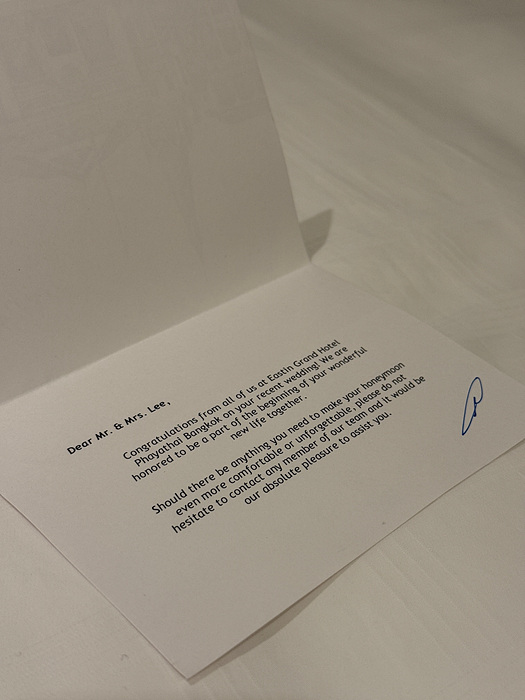 Dear Mr. & Mrs. Lee,
Congratulations from all of us at Eastin Grand Hotel
Phayathai Bangkok on your recent wedding! We are
honored to be a part of the beginning of your wonderful
new life together.
Should there be anything you need to make your honeymoon
even more comfortable or unforgettable, please do not
hesitate to contact any member of our team and it would be
our absolute pleasure to assist you.